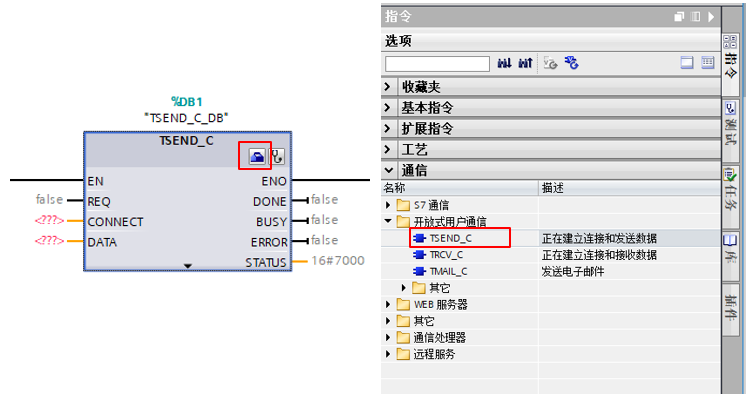 %DB1
"TSEND_C_DB"
TSEND_C
EN
ENO
false
REQ
DONE
false
<???>
CONNECT
BUSY
false
<???>
DATA
ERROR
false
STATUS
16#7000
指令
选项
收藏夹
基本指令
扩展指令
工艺
通信
名称
描述
S7 通信
开放式用户通信
TSEND_C
正在建立连接和发送数据
TRCV_C
正在建立连接和接收数据
TMAIL_C
发送电子邮件
其它
WEB 服务器
其它
通信处理器
远程服务
指令
测试
任务
库
插件